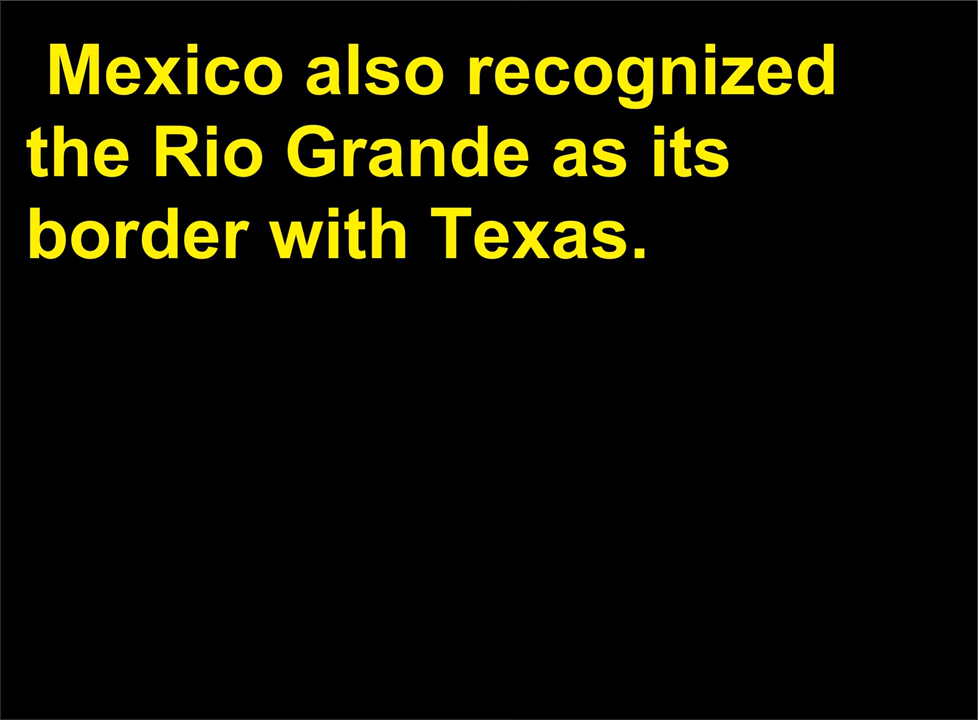 Mexico also recognized
the Rio Grande as its
border with Texas.